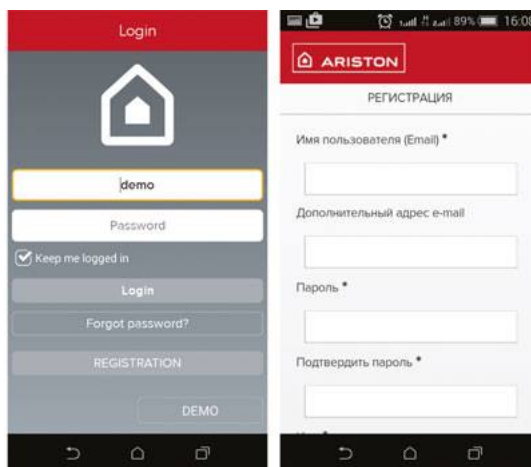 Login
demo
Password
Keep me logged in
Login
Forgot password?
REGISTRATION
DEMO
89% 16:08
ARISTON
РЕГИСТРАЦИЯ
Имя пользователя (Email) *
Дополнительный адрес e-mail
Пароль *
Подтвердить пароль *